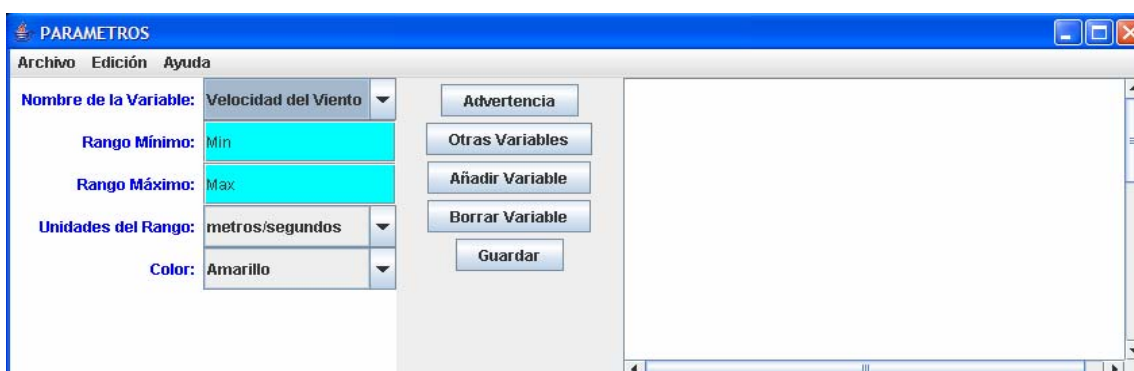 PARAMETROS
Archivo Edición Ayuda
Nombre de la Variable: Velocidad del Viento
Rango Mínimo: Min
Rango Máximo: Max
Unidades del Rango: metros/segundos
Color: Amarillo
Advertencia
Otras Variables
Añadir Variable
Borrar Variable
Guardar